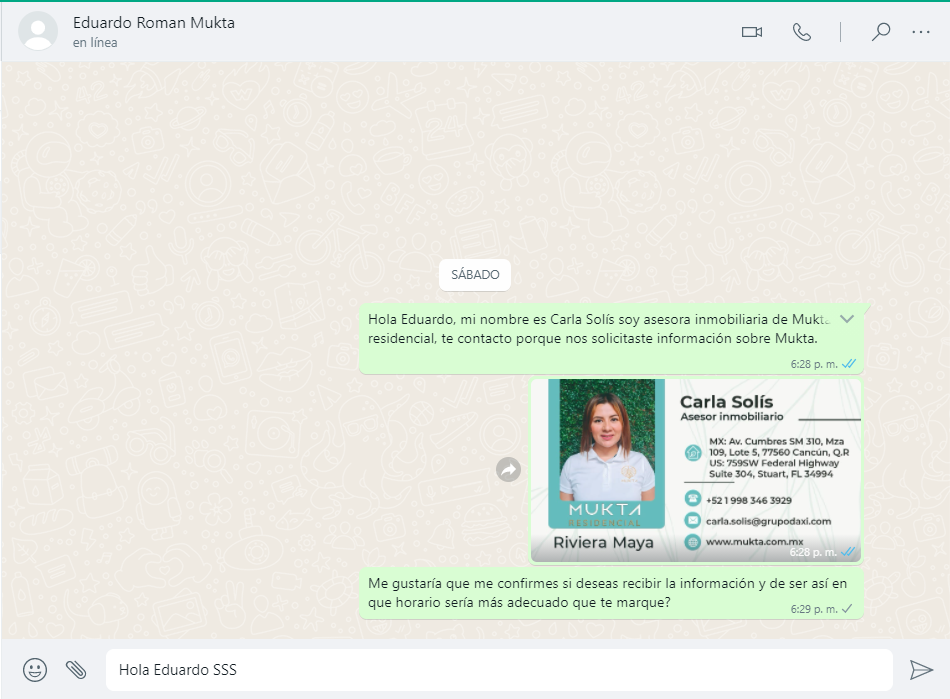 Eduardo Roman Mukta
en línea
SÁBADO
Hola Eduardo, mi nombre es Carla Solís soy asesora inmobiliaria de Mukta
residencial, te contacto porque nos solicitaste información sobre Mukta.
6:28 p. m.
Carla Solís
Asesor inmobiliario
MX: Av. Cumbres SM 310, Mza
109, Lote 5, 77560 Cancún, Q.R
US: 759SW Federal Highway
Suite 304, Stuart, FL 34994
+52 1 998 346 3929
carla.solis@grupodaxi.com
www.mukta.com.mx
MUKTA
RESIDENCIAL
Riviera Maya
6:28 p. m.
Me gustaría que me confirmes si deseas recibir la información y de ser así en
que horario sería más adecuado que te marque?
6:29 p. m.
Hola Eduardo SSS